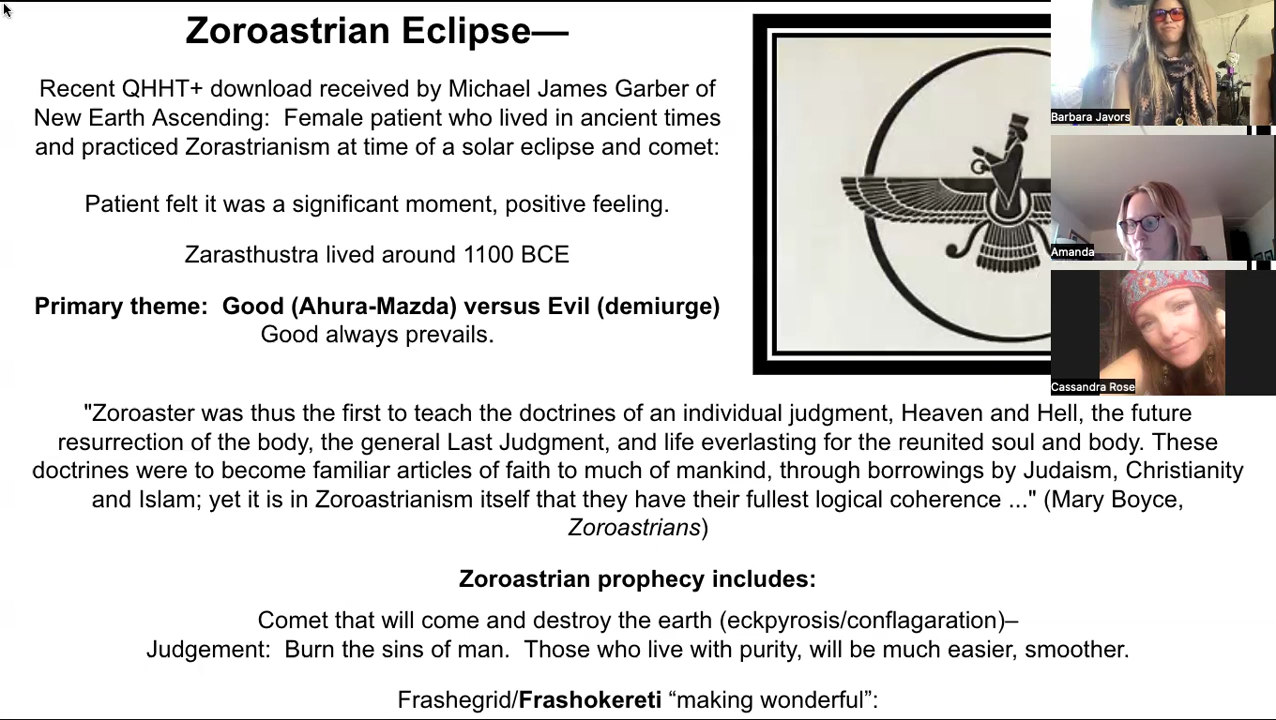 Zoroastrian Eclipse—
Recent QHHT+ download received by Michael James Garber of
New Earth Ascending:  Female patient who lived in ancient times
and practiced Zorastrianism at time of a solar eclipse and comet:
Patient felt it was a significant moment, positive feeling.
Zarasthustra lived around 1100 BCE
Primary theme:  Good (Ahura-Mazda) versus Evil (demiurge)
Good always prevails.
Barbara Javors
Amanda
Cassandra Rose
"Zoroaster was thus the first to teach the doctrines of an individual judgment, Heaven and Hell, the future
resurrection of the body, the general Last Judgment, and life everlasting for the reunited soul and body. These
doctrines were to become familiar articles of faith to much of mankind, through borrowings by Judaism, Christianity
and Islam; yet it is in Zoroastrianism itself that they have their fullest logical coherence ..." (Mary Boyce,
Zoroastrians)
Zoroastrian prophecy includes:
Comet that will come and destroy the earth (eckpyrosis/conflagaration)–
Judgement:  Burn the sins of man.  Those who live with purity, will be much easier, smoother.
Frashegrid/Frashokereti “making wonderful”: